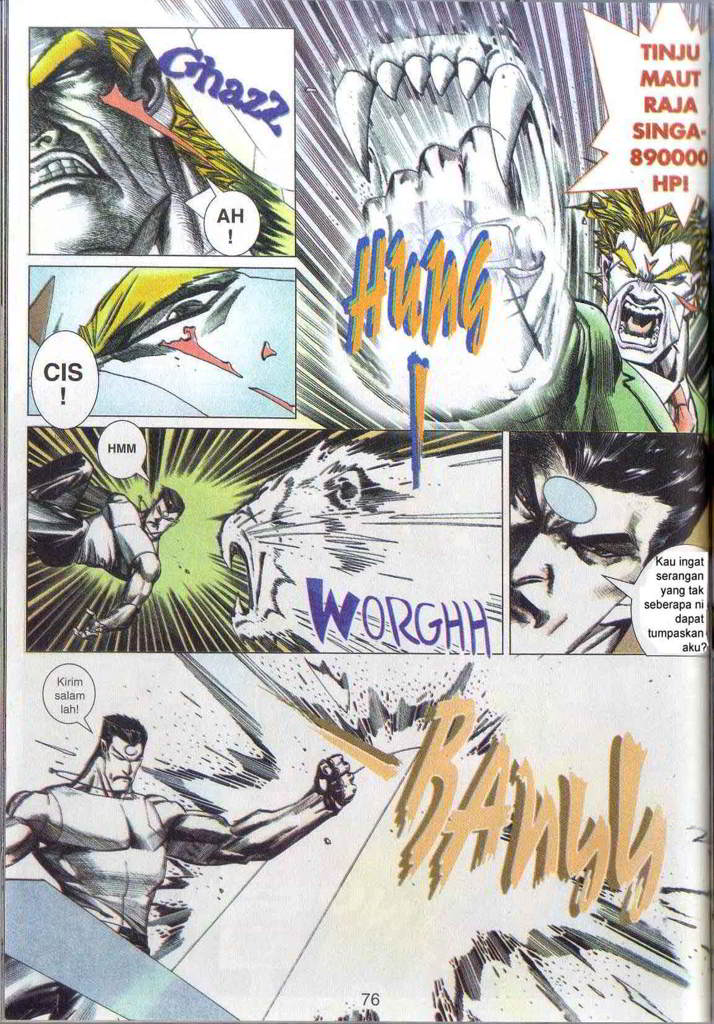 Ghazz
AH
!
TINJU
MAUT
RAJA
SINGA-
890000
HP!
HUNG
!
CIS
!
HMM
WORGHH
Kau ingat
serangan
yang tak
seberapa ni
dapat
tumpaskan
aku?
Kirim
salam
lah!
BANGG
76